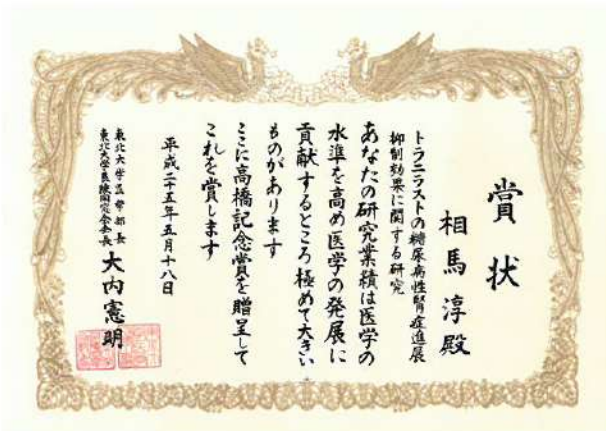 賞状
相馬淳殿
トラニラストの糖尿病性腎症進展
抑制効果に関する研究
あなたの研究業績は医学の
水準を高め医学の発展に
貢献するところ極めて大きい
ものがあります
ここに高橋記念賞を贈呈して
これを賞します
平成二十五年五月十八日
東北大学医学部長
東北大学艮陵同窓会会長
大内憲明